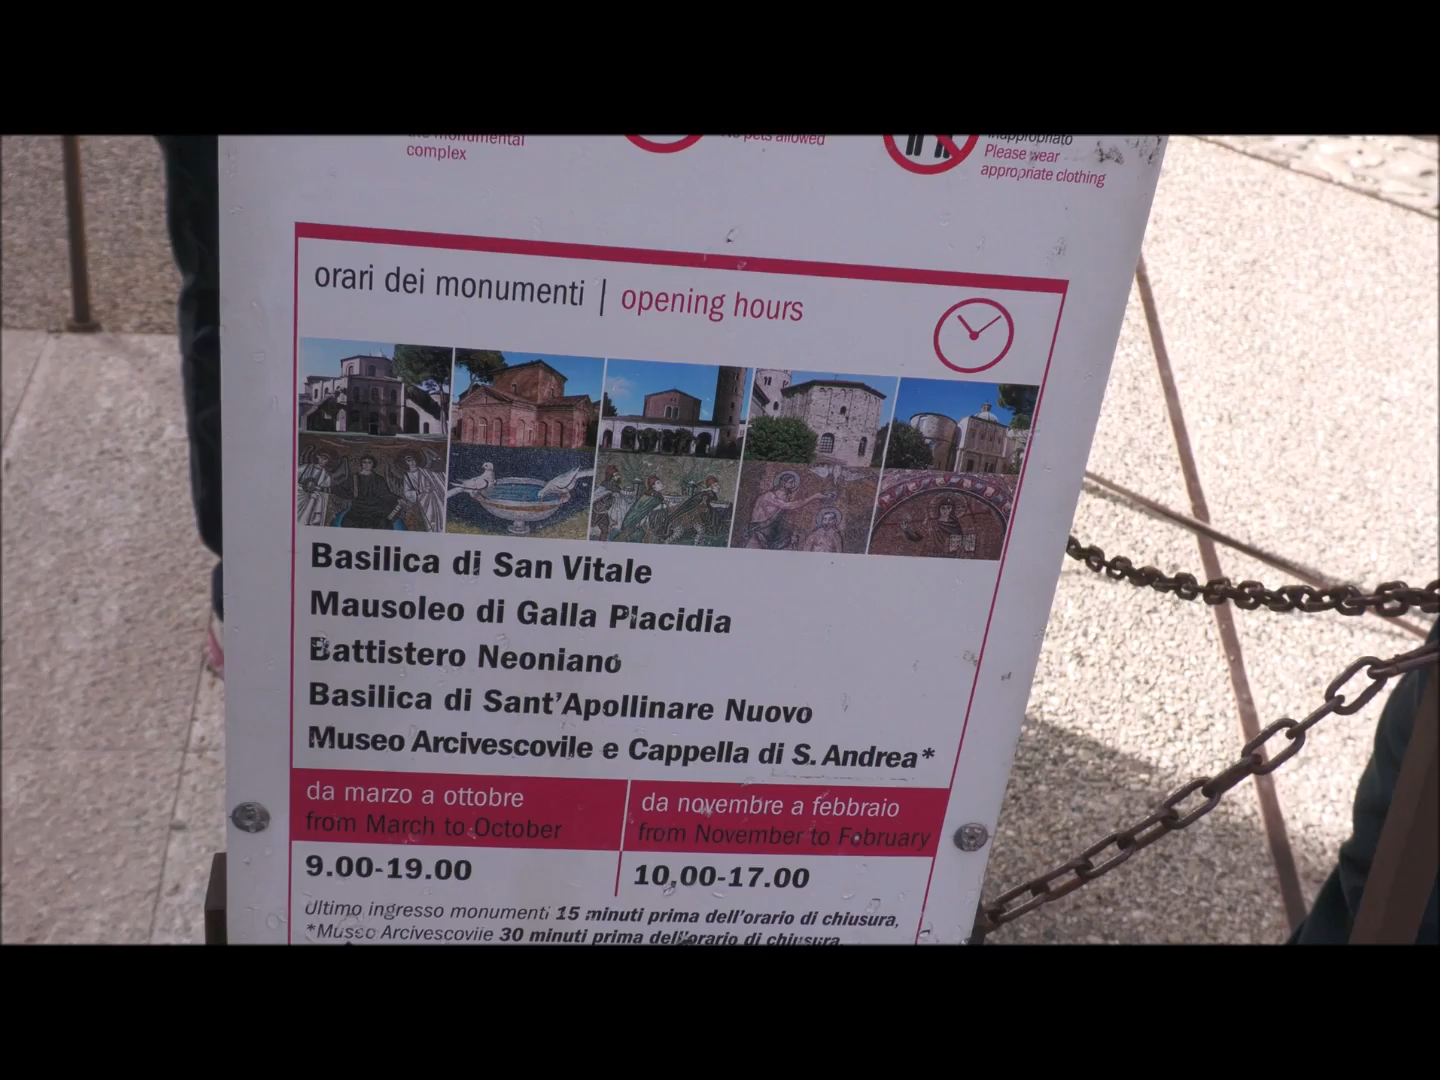 the monumental
complex
No pets allowed
inappropriato
Please wear
appropriate clothing
orari dei monumenti | opening hours
Basilica di San Vitale
Mausoleo di Galla Placidia
Battistero Neoniano
Basilica di Sant'Apollinare Nuovo
Museo Arcivescovile e Cappella di S. Andrea*
da marzo a ottobre
from March to October
da novembre a febbraio
from November to February
9.00-19.00
10.00-17.00
Ultimo ingresso monumenti 15 minuti prima dell'orario di chiusura,
*Museo Arcivescovile 30 minuti prima dell'orario di chiusura.